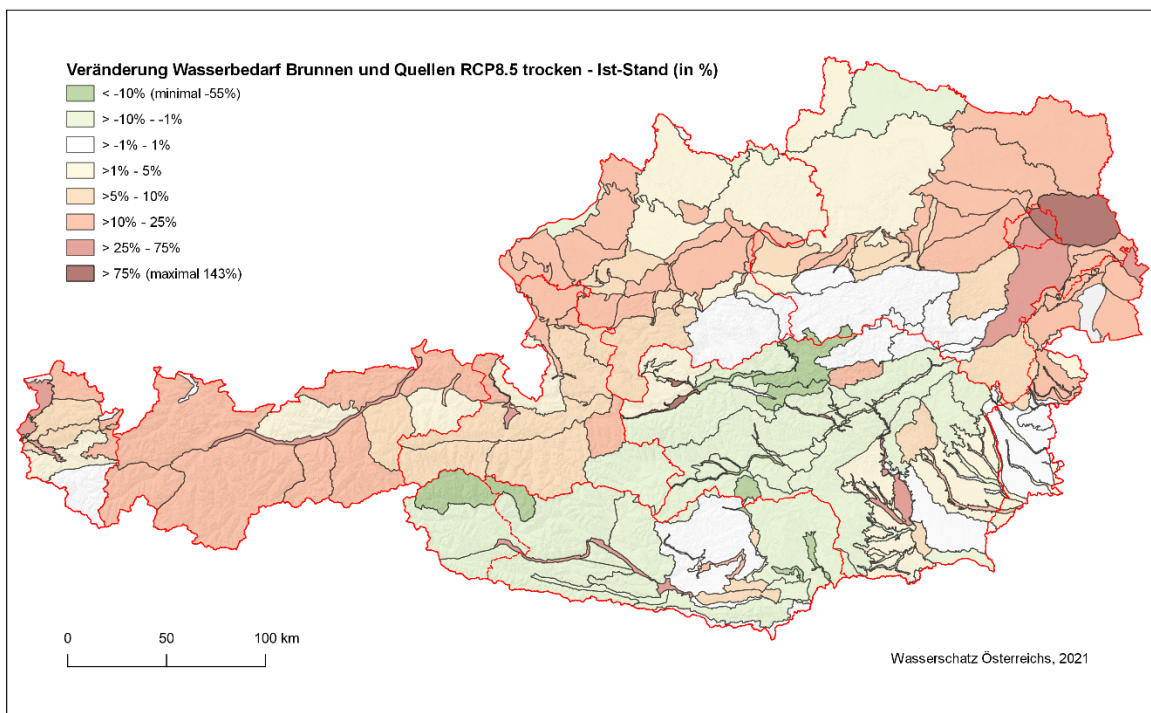 Veränderung Wasserbedarf Brunnen und Quellen RCP8.5 trocken - Ist-Stand (in %)
< -10% (minimal -55%)
> -10% - -1%
> -1% - 1%
>1% - 5%
>5% - 10%
>10% - 25%
> 25% - 75%
> 75% (maximal 143%)
0 50 100 km
Wasserschatz Österreichs, 2021